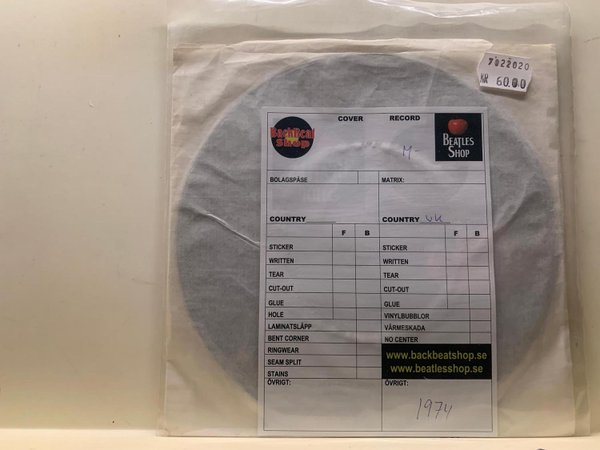 7022020
KR 60.00
COVER RECORD
BackBeat Shop
M-
BEATLES SHOP
BOLAGSPÅSE MATRIX:
COUNTRY COUNTRY UK
F B F B
STICKER STICKER
WRITTEN WRITTEN
TEAR TEAR
CUT-OUT CUT-OUT
GLUE GLUE
HOLE VINYLBUBBLOR
LAMINATSLÄPP VÄRMESKADA
BENT CORNER NO CENTER
RINGWEAR www.backbeatshop.se
SEAM SPLIT www.beatlesshop.se
STAINS
ÖVRIGT: ÖVRIGT:
1974